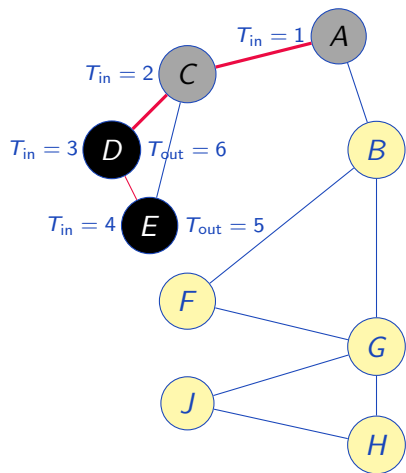 T_in = 1 A
T_in = 2 C
T_in = 3 D T_out = 6
B
T_in = 4 E T_out = 5
F
G
J
H